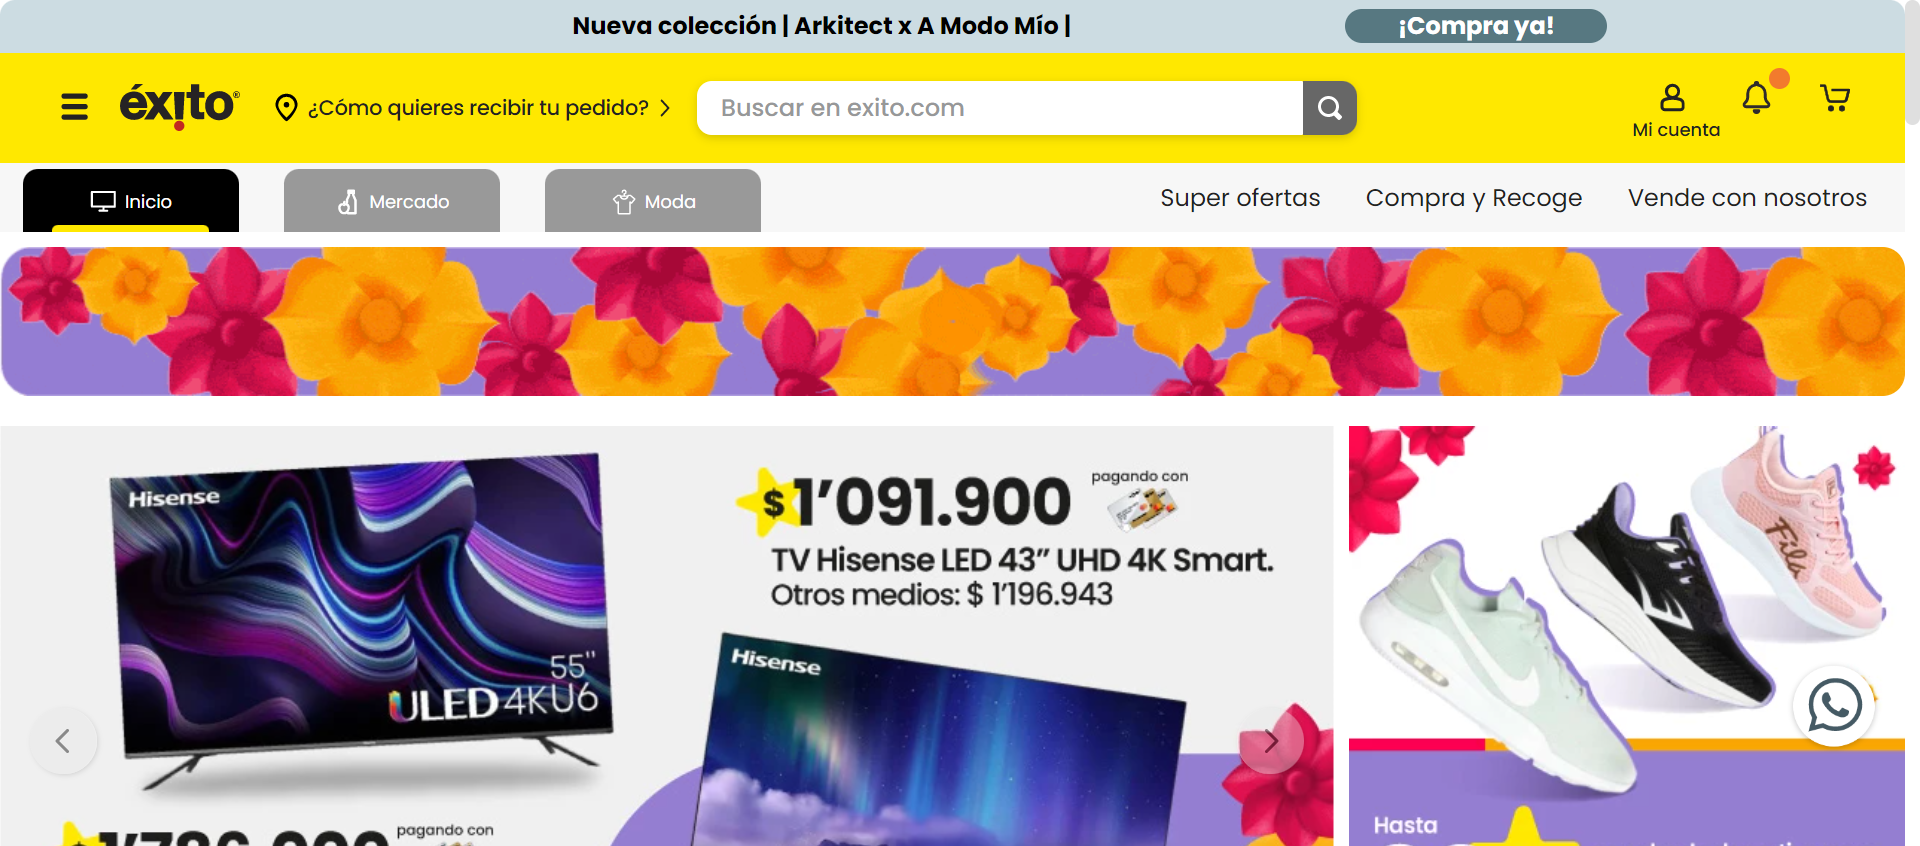 Nueva colección | Arkitect x A Modo Mío |
¡Compra ya!
éxito
¿Cómo quieres recibir tu pedido?
Buscar en exito.com
Mi cuenta
Inicio
Mercado
Moda
Super ofertas
Compra y Recoge
Vende con nosotros
Hisense
55"
ULED 4K U6
$ 1'091.900
pagando con
TV Hisense LED 43" UHD 4K Smart.
Otros medios: $ 1'196.943
Hisense
pagando con
Fila
Hasta